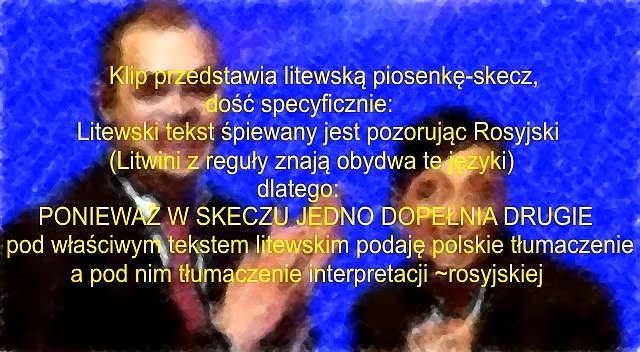 Klip przedstawia litewską piosenkę-skecz,
dość specyficznie:
Litewski tekst śpiewany jest pozorując Rosyjski
(Litwini z reguły znają obydwa te języki)
dlatego:
PONIEWAŻ W SKECZU JEDNO DOPEŁNIA DRUGIE
pod właściwym tekstem litewskim podaję polskie tłumaczenie
a pod nim tłumaczenie interpretacji ~rosyjskiej